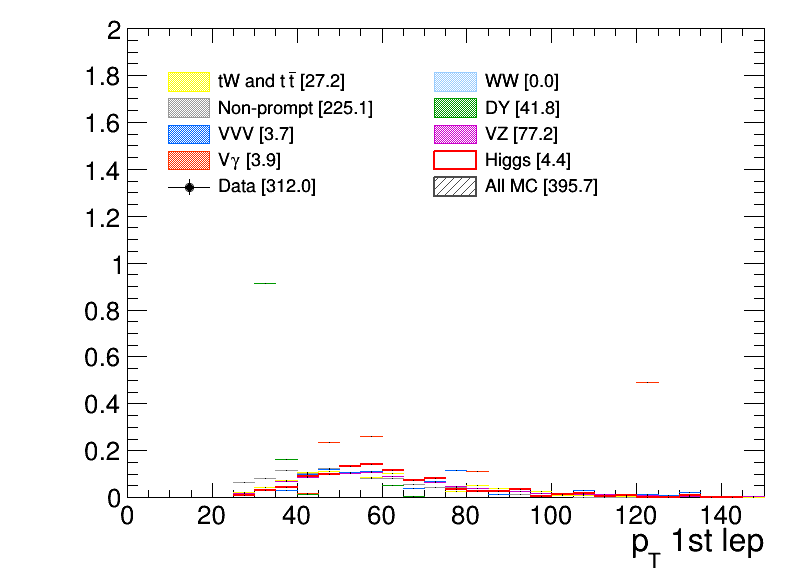 2
1.8
1.6
1.4
1.2
1
0.8
0.6
0.4
0.2
0
tW and t t̄ [27.2]
Non-prompt [225.1]
VVV [3.7]
Vγ [3.9]
Data [312.0]
WW [0.0]
DY [41.8]
VZ [77.2]
Higgs [4.4]
All MC [395.7]
0 20 40 60 80 100 120 140
p_T 1st lep